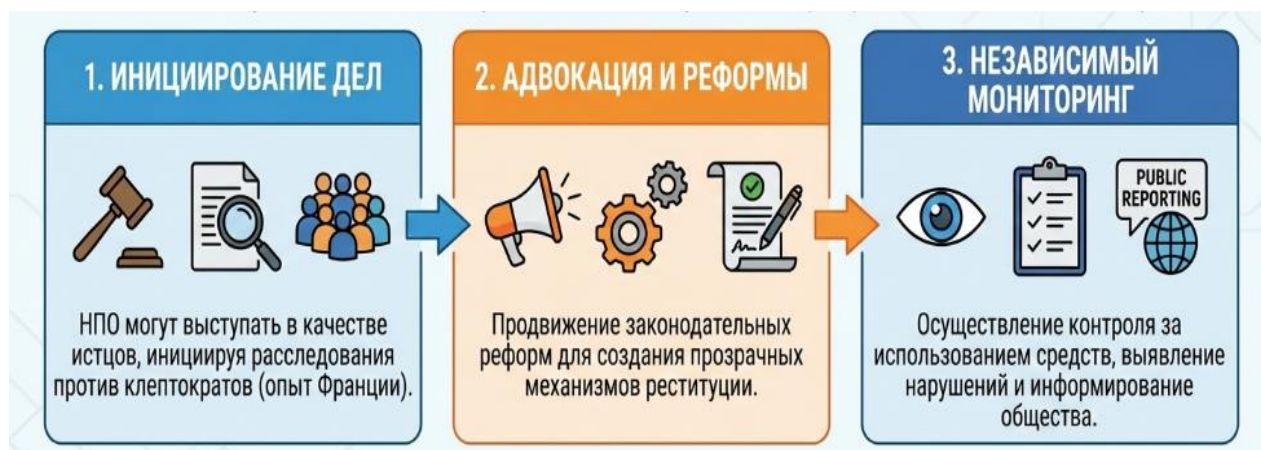 1. ИНИЦИИРОВАНИЕ ДЕЛ
НПО могут выступать в качестве
истцов, инициируя расследования
против клептократов (опыт Франции).
2. АДВОКАЦИЯ И РЕФОРМЫ
Продвижение законодательных
реформ для создания прозрачных
механизмов реституции.
3. НЕЗАВИСИМЫЙ
МОНИТОРИНГ
PUBLIC
REPORTING
Осуществление контроля за
использованием средств, выявление
нарушений и информирование
общества.